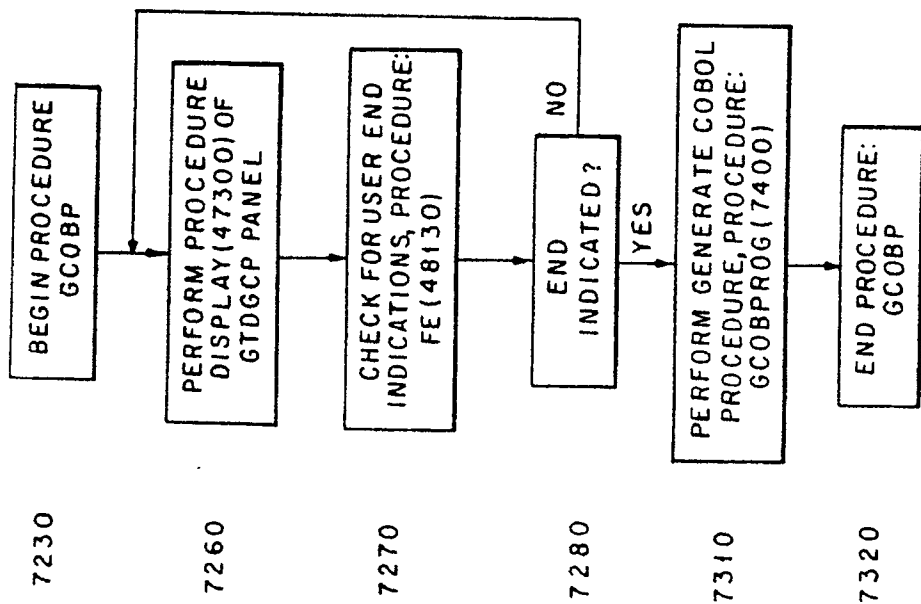 7230
BEGIN PROCEDURE
GCOBP
7260
PERFORM PROCEDURE
DISPLAY(47300)OF
GTDGCP PANEL
7270
CHECK FOR USER END
INDICATIONS, PROCEDURE:
FE(48130)
7280
END
INDICATED?
NO
YES
7310
PERFORM GENERATE COBOL
PROCEDURE, PROCEDURE:
GCOBPROG(7400)
7320
END PROCEDURE:
GCOBP